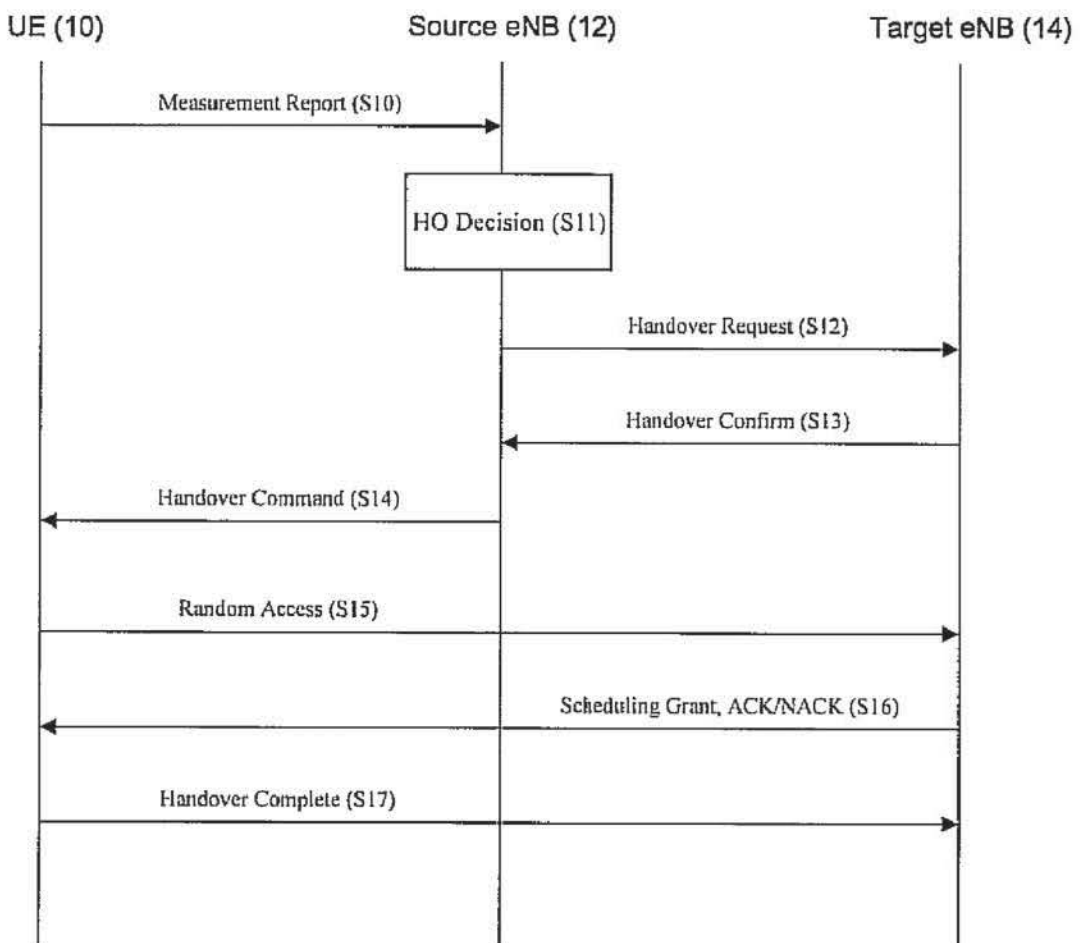 UE (10)
Source eNB (12)
Target eNB (14)
Measurement Report (S10)
HO Decision (S11)
Handover Request (S12)
Handover Confirm (S13)
Handover Command (S14)
Random Access (S15)
Scheduling Grant, ACK/NACK (S16)
Handover Complete (S17)